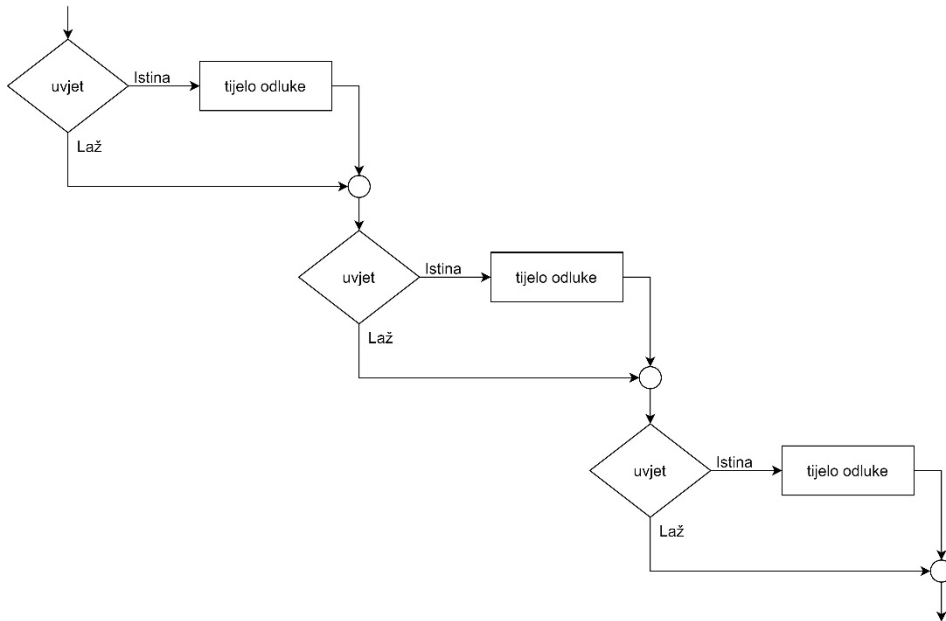 uvjet
Istina
tijelo odluke
Laž
uvjet
Istina
tijelo odluke
Laž
uvjet
Istina
tijelo odluke
Laž